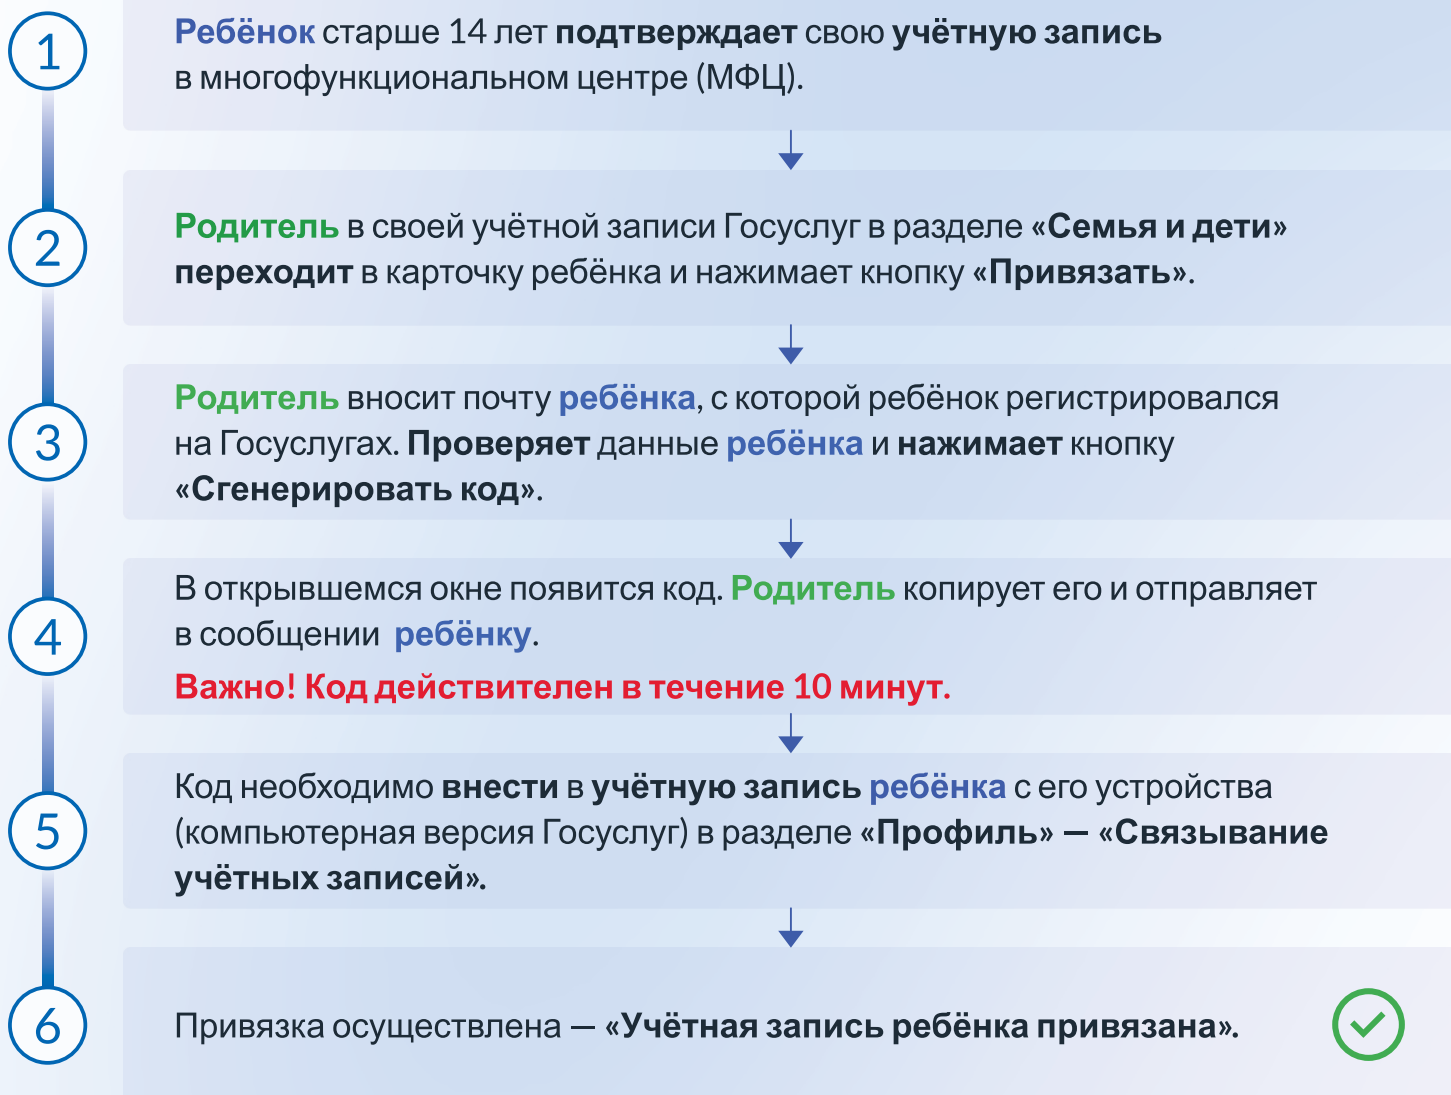 1
Ребёнок старше 14 лет подтверждает свою учётную запись
в многофункциональном центре (МФЦ).
2
Родитель в своей учётной записи Госуслуг в разделе «Семья и дети»
переходит в карточку ребёнка и нажимает кнопку «Привязать».
3
Родитель вносит почту ребёнка, с которой ребёнок регистрировался
на Госуслугах. Проверяет данные ребёнка и нажимает кнопку
«Сгенерировать код».
4
В открывшемся окне появится код. Родитель копирует его и отправляет
в сообщении ребёнку.
Важно! Код действителен в течение 10 минут.
5
Код необходимо внести в учётную запись ребёнка с его устройства
(компьютерная версия Госуслуг) в разделе «Профиль» — «Связывание
учётных записей».
6
Привязка осуществлена — «Учётная запись ребёнка привязана».